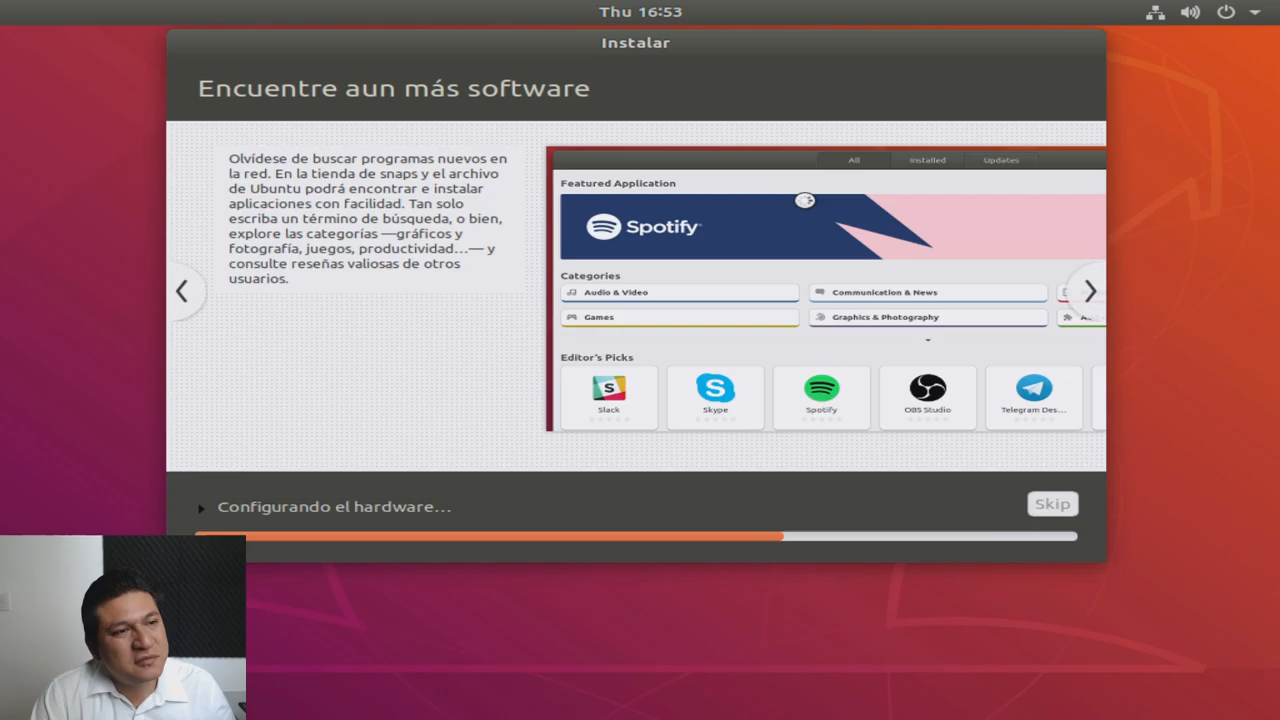 Thu 16:53
Instalar
Encuentre aun más software
Olvídese de buscar programas nuevos en
la red. En la tienda de snaps y el archivo
de Ubuntu podrá encontrar e instalar
aplicaciones con facilidad. Tan solo
escriba un término de búsqueda, o bien,
explore las categorías —gráficos y
fotografía, juegos, productividad…— y
consulte reseñas valiosas de otros
usuarios.
All Installed Updates
Featured Application
Spotify
Categories
Audio & Video Communication & News
Games Graphics & Photography
Editor's Picks
Slack Skype Spotify OBS Studio Telegram Des...
Configurando el hardware...
Skip